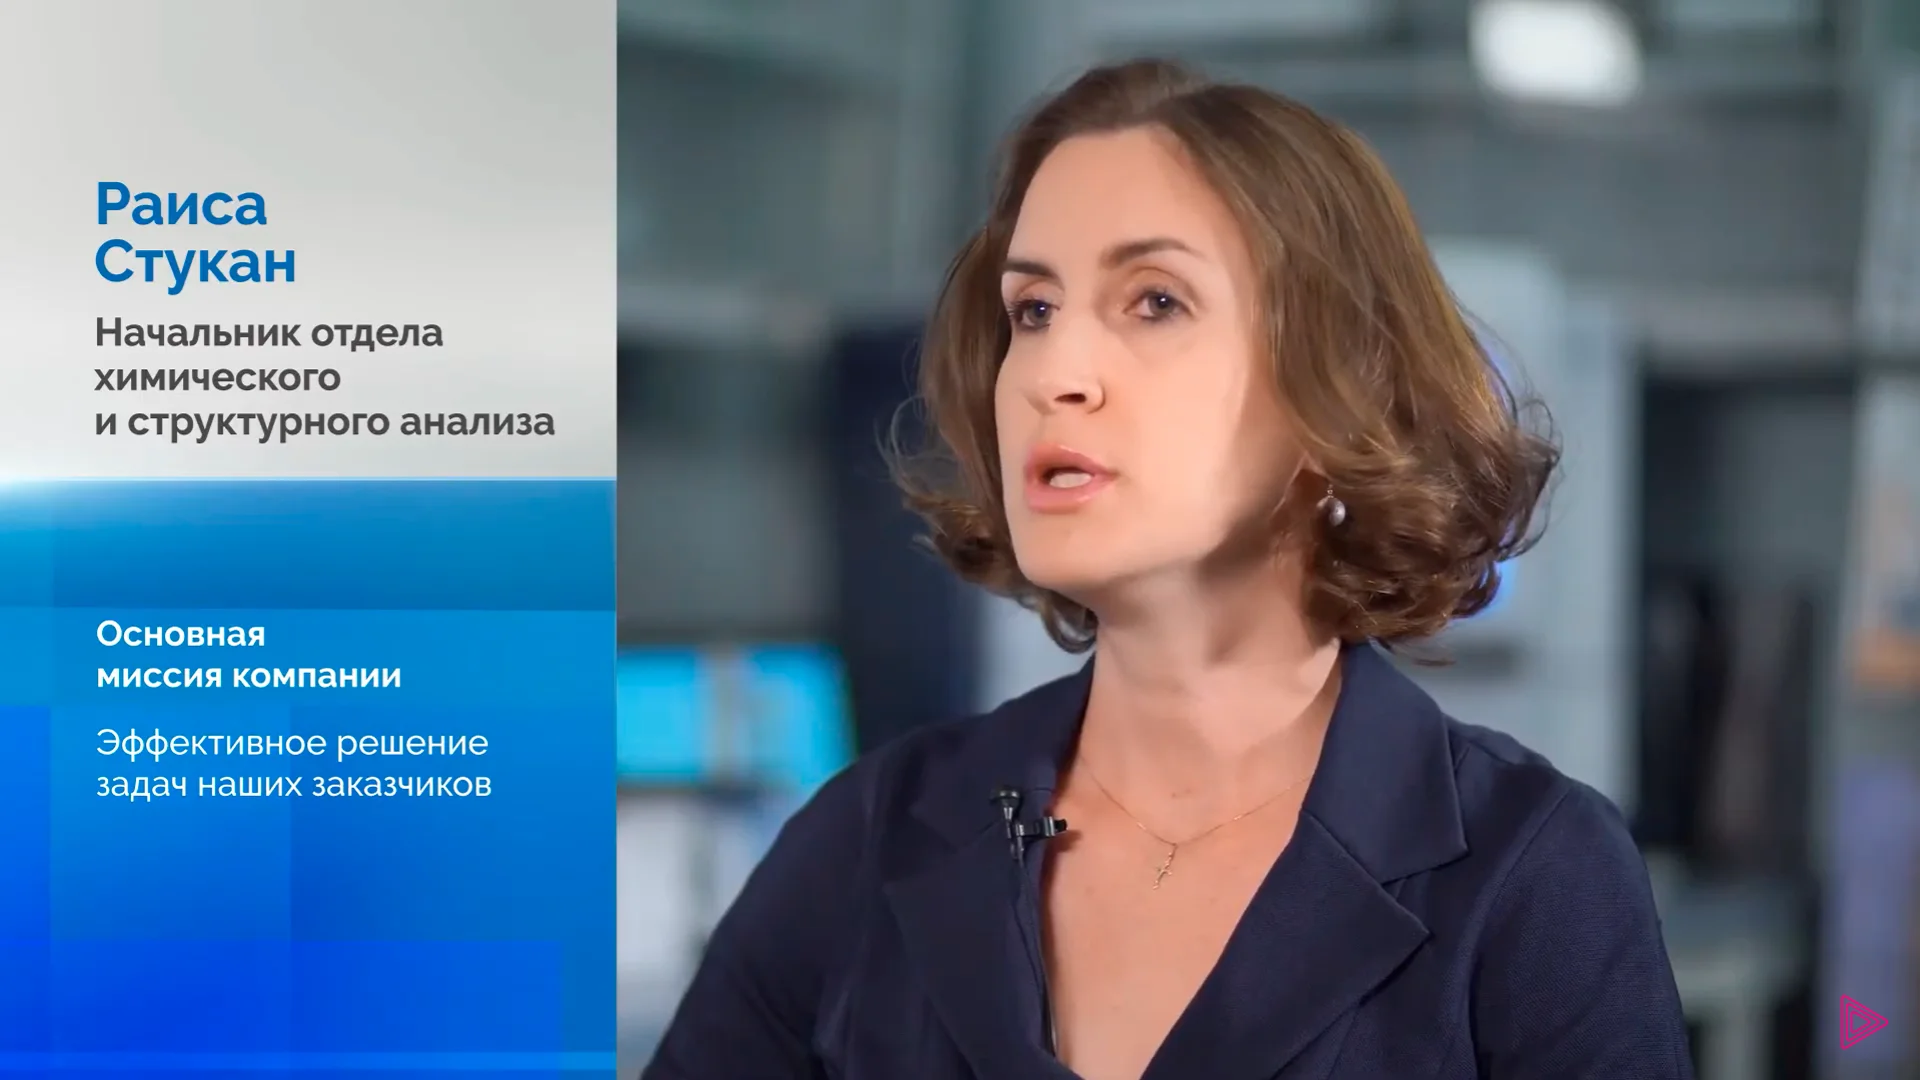 Раиса
Стукан
Начальник отдела
химического
и структурного анализа
Основная
миссия компании
Эффективное решение
задач наших заказчиков